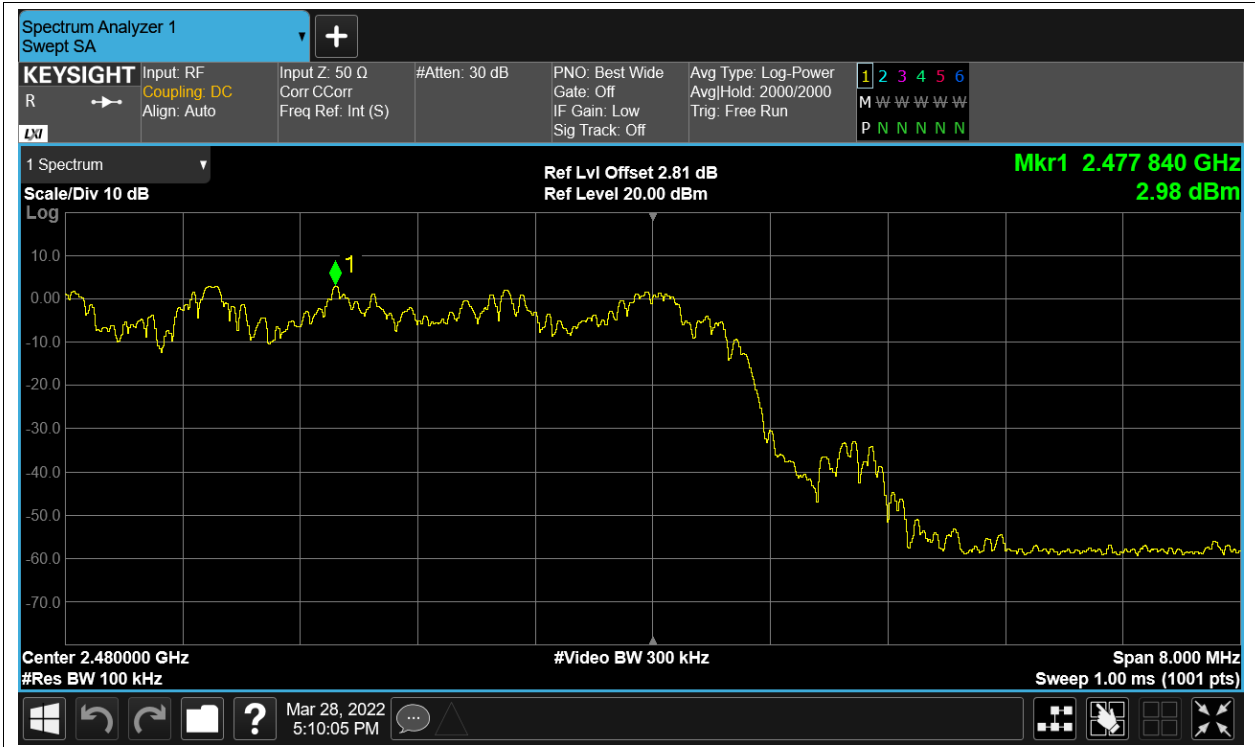 Spectrum Analyzer 1
Swept SA
KEYSIGHT
R
LXI
Input: RF
Coupling: DC
Align: Auto
Input Z: 50 Ω
Corr CCorr
Freq Ref: Int (S)
#Atten: 30 dB
PNO: Best Wide
Gate: Off
IF Gain: Low
Sig Track: Off
Avg Type: Log-Power
Avg|Hold: 2000/2000
Trig: Free Run
1 2 3 4 5 6
M W W W W W
P N N N N N
1 Spectrum
Scale/Div 10 dB
Ref Lvl Offset 2.81 dB
Ref Level 20.00 dBm
Mkr1 2.477 840 GHz
2.98 dBm
Log
1
10.0
0.00
-10.0
-20.0
-30.0
-40.0
-50.0
-60.0
-70.0
Center 2.480000 GHz
#Video BW 300 kHz
Span 8.000 MHz
#Res BW 100 kHz
Sweep 1.00 ms (1001 pts)
?
Mar 28, 2022
5:10:05 PM